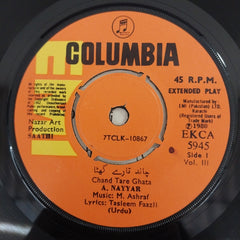 COLUMBIA
45 R.P.M.
EXTENDED PLAY
Manufactured by :
EMI (Pakistan) LTD.
Karachi
(Registered Users of
Trade Mark)
Ⓟ 1980
EKCA
5945
Side 1
Vol. III
7TCLK-10867
Nazar Art
Production
SAATHI
چاند تارے گھٹا
Chand Tare Ghata
A. NAYYAR
Music: M. Ashraf
Lyrics: Tasleem Faazli
(Urdu)